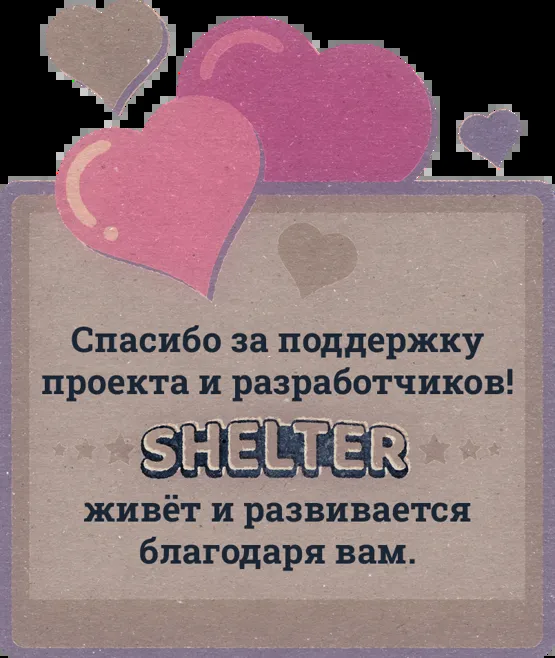 Спасибо за поддержку
проекта и разработчиков!
SHELTER
живёт и развивается
благодаря вам.